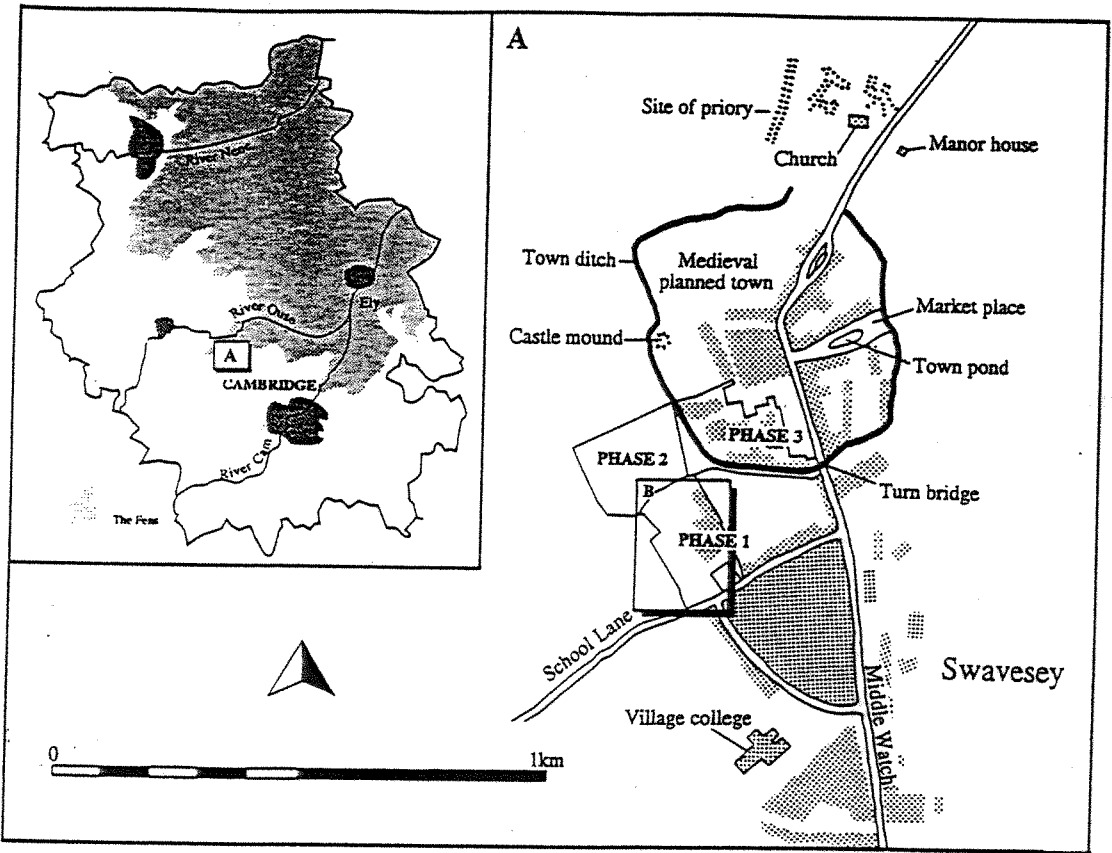 River Nene
River Ouse
Ely
A
CAMBRIDGE
River Cam
The Fens
A
Site of priory
Church
Manor house
Town ditch
Medieval
planned town
Market place
Castle mound
Town pond
PHASE 3
PHASE 2
Turn bridge
B
PHASE 1
School Lane
Middle Watch
Swavesey
Village college
0
1km